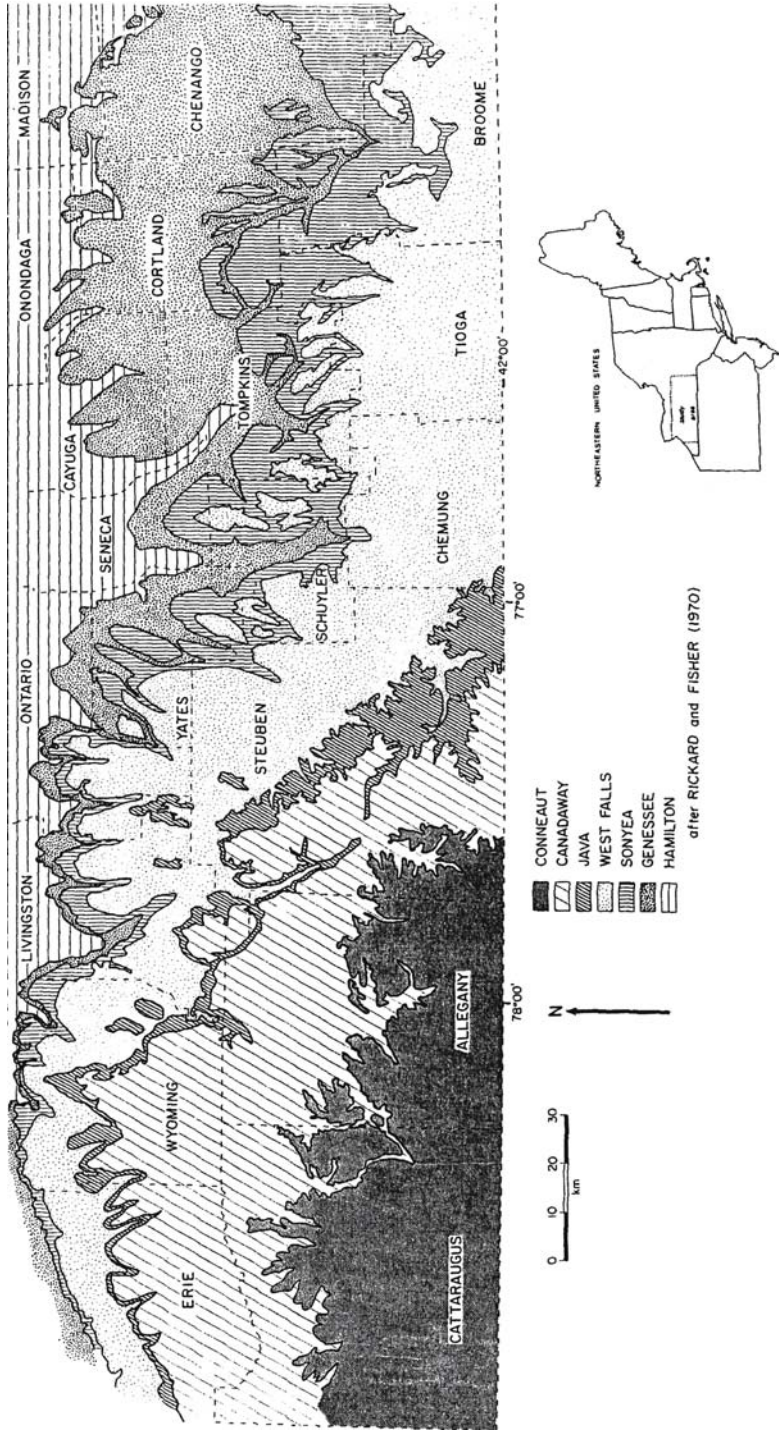 ERIE
WYOMING
LIVINGSTON
ONTARIO
SENECA
CAYUGA
ONONDAGA
MADISON
CATTARAUGUS
ALLEGANY
STEUBEN
YATES
SCHUYLER
CHEMUNG
TOMPKINS
TIOGA
CORTLAND
CHENANGO
BROOME
78°00'
77°00'
42°00'
0 10 20 30
km
N
CONNEAUT
CANADAWAY
JAVA
WEST FALLS
SONYEA
GENESSEE
HAMILTON
after RICKARD and FISHER (1970)
NORTHEASTERN UNITED STATES
study
area